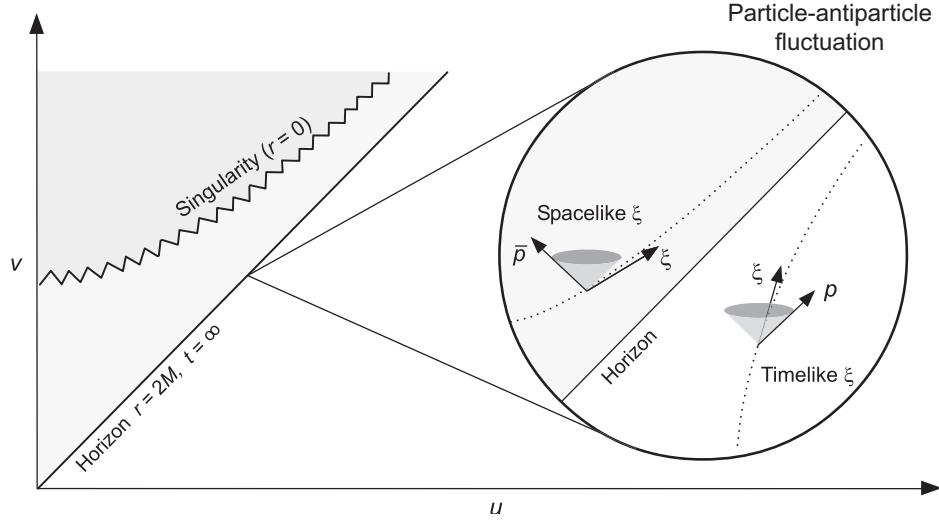 Particle-antiparticle
fluctuation
Singularity (r = 0)
v
Horizon r = 2M, t = ∞
u
Spacelike ξ
p̅
ξ
Horizon
ξ
p
Timelike ξ